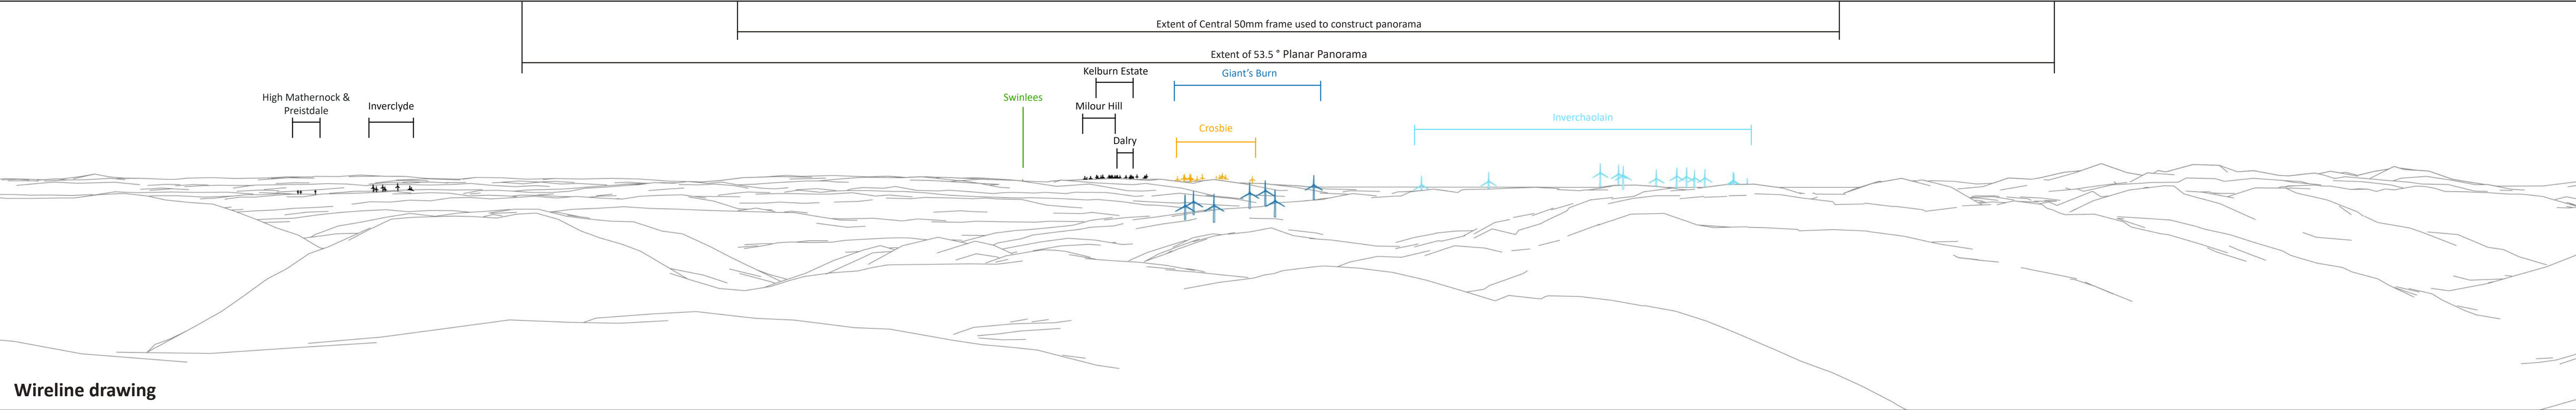 Extent of Central 50mm frame used to construct panorama
Extent of 53.5 ° Planar Panorama
Kelburn Estate
Giant's Burn
High Mathernock &
Preistdale
Inverclyde
Swinlees
Milour Hill
Inverchaolain
Crosbie
Dalry
Wireline drawing